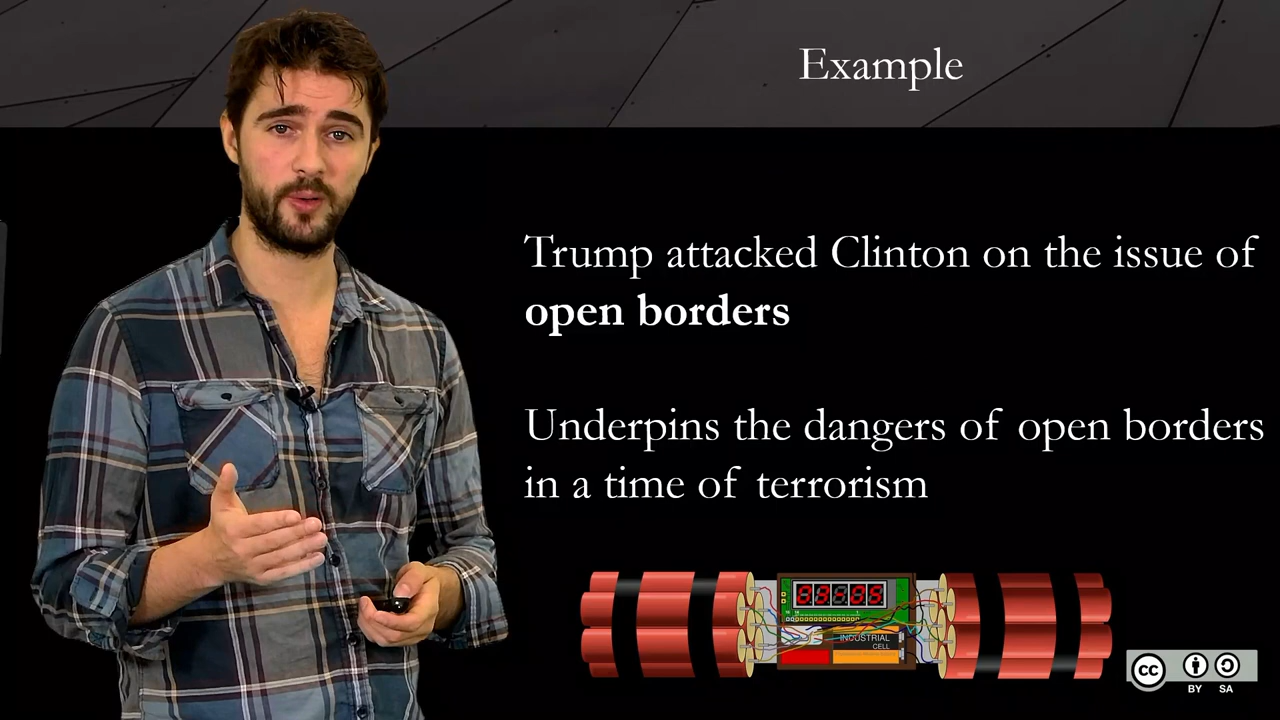 Example
Trump attacked Clinton on the issue of
open borders
Underpins the dangers of open borders
in a time of terrorism
INDUSTRIAL
CELL
cc
BY SA